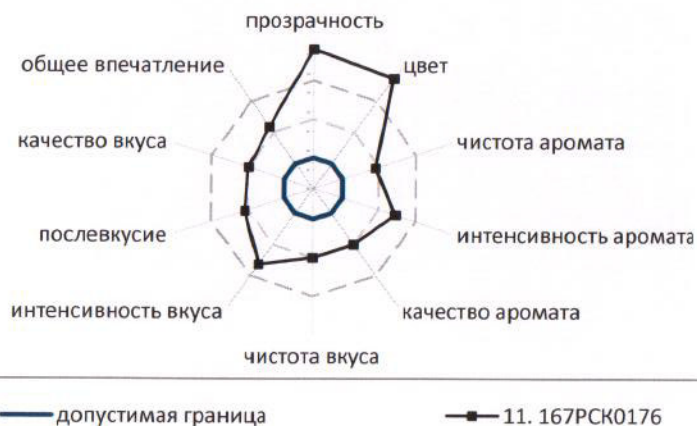 прозрачность
общее впечатление
цвет
качество вкуса
чистота аромата
послевкусие
интенсивность аромата
интенсивность вкуса
качество аромата
чистота вкуса
допустимая граница
11. 167РСК0176